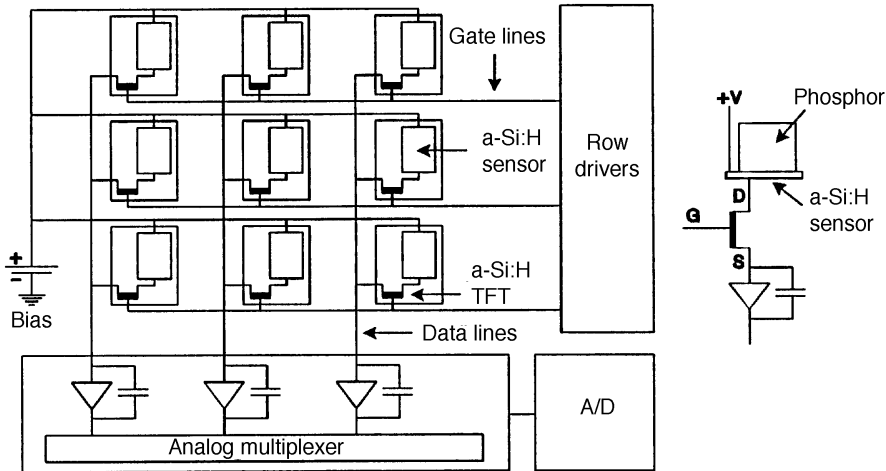 Gate lines
a-Si:H
sensor
Row
drivers
+
−
Bias
a-Si:H
TFT
Data lines
Analog multiplexer
A/D
+V
Phosphor
D
a-Si:H
sensor
G
S